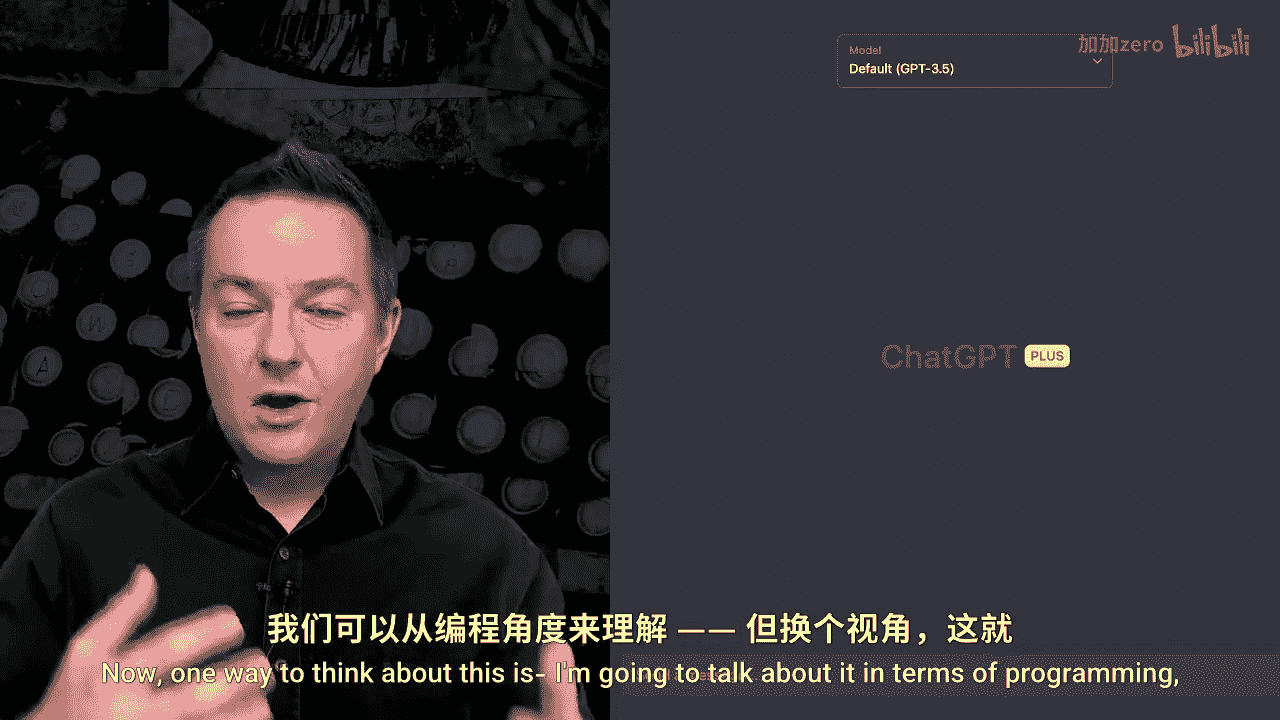 加加zero bilibili
Model
Default (GPT-3.5)
ChatGPT PLUS
我们可以从编程角度来理解 —— 但换个视角，这就
Now, one way to think about this is- I'm going to talk about it in terms of programming,